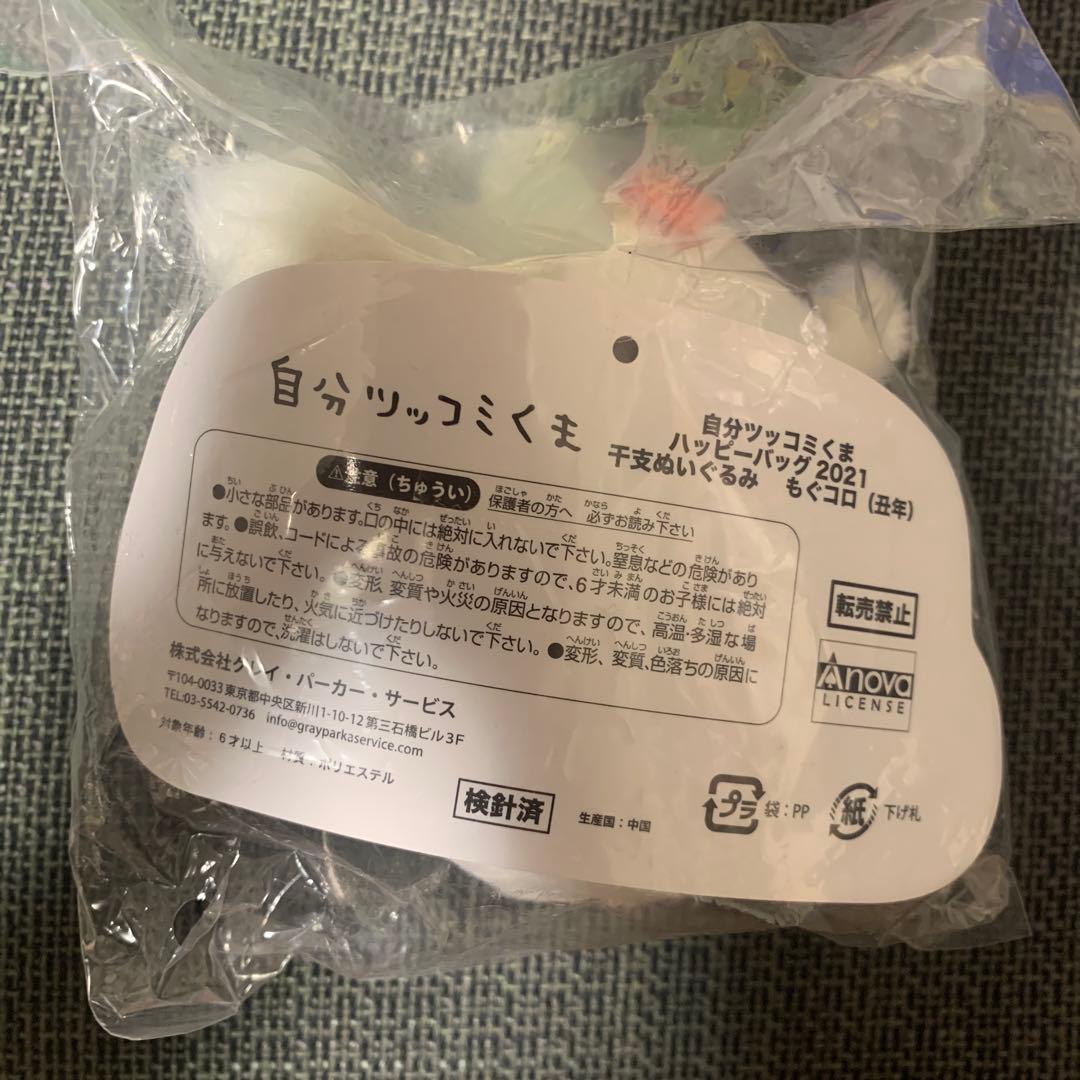 自分ツッコミくま
自分ツッコミくま
ハッピーバッグ2021
干支ぬいぐるみ もぐコロ(丑年)
⚠注意(ちゅうい) 保護者の方へ 必ずお読み下さい
●小さな部品があります。口の中には絶対に入れないで下さい。窒息などの危険があり
ます。●誤飲、コードによる事故の危険がありますので、6才未満のお子様には絶対
に与えないで下さい。●変形、変質や火災の原因となりますので、高温・多湿な場
所に放置したり、火気に近づけたりしないで下さい。●変形、変質、色落ちの原因に
なりますので、洗濯はしないで下さい。
転売禁止
Anova
LICENSE
株式会社グレイ・パーカー・サービス
〒104-0033 東京都中央区新川1-10-12 第三石橋ビル3F
TEL:03-5542-0736 info@grayparkaservice.com
対象年齢:6才以上 材質:ポリエステル
検針済
生産国:中国
プラ 袋:PP
紙 下げ札